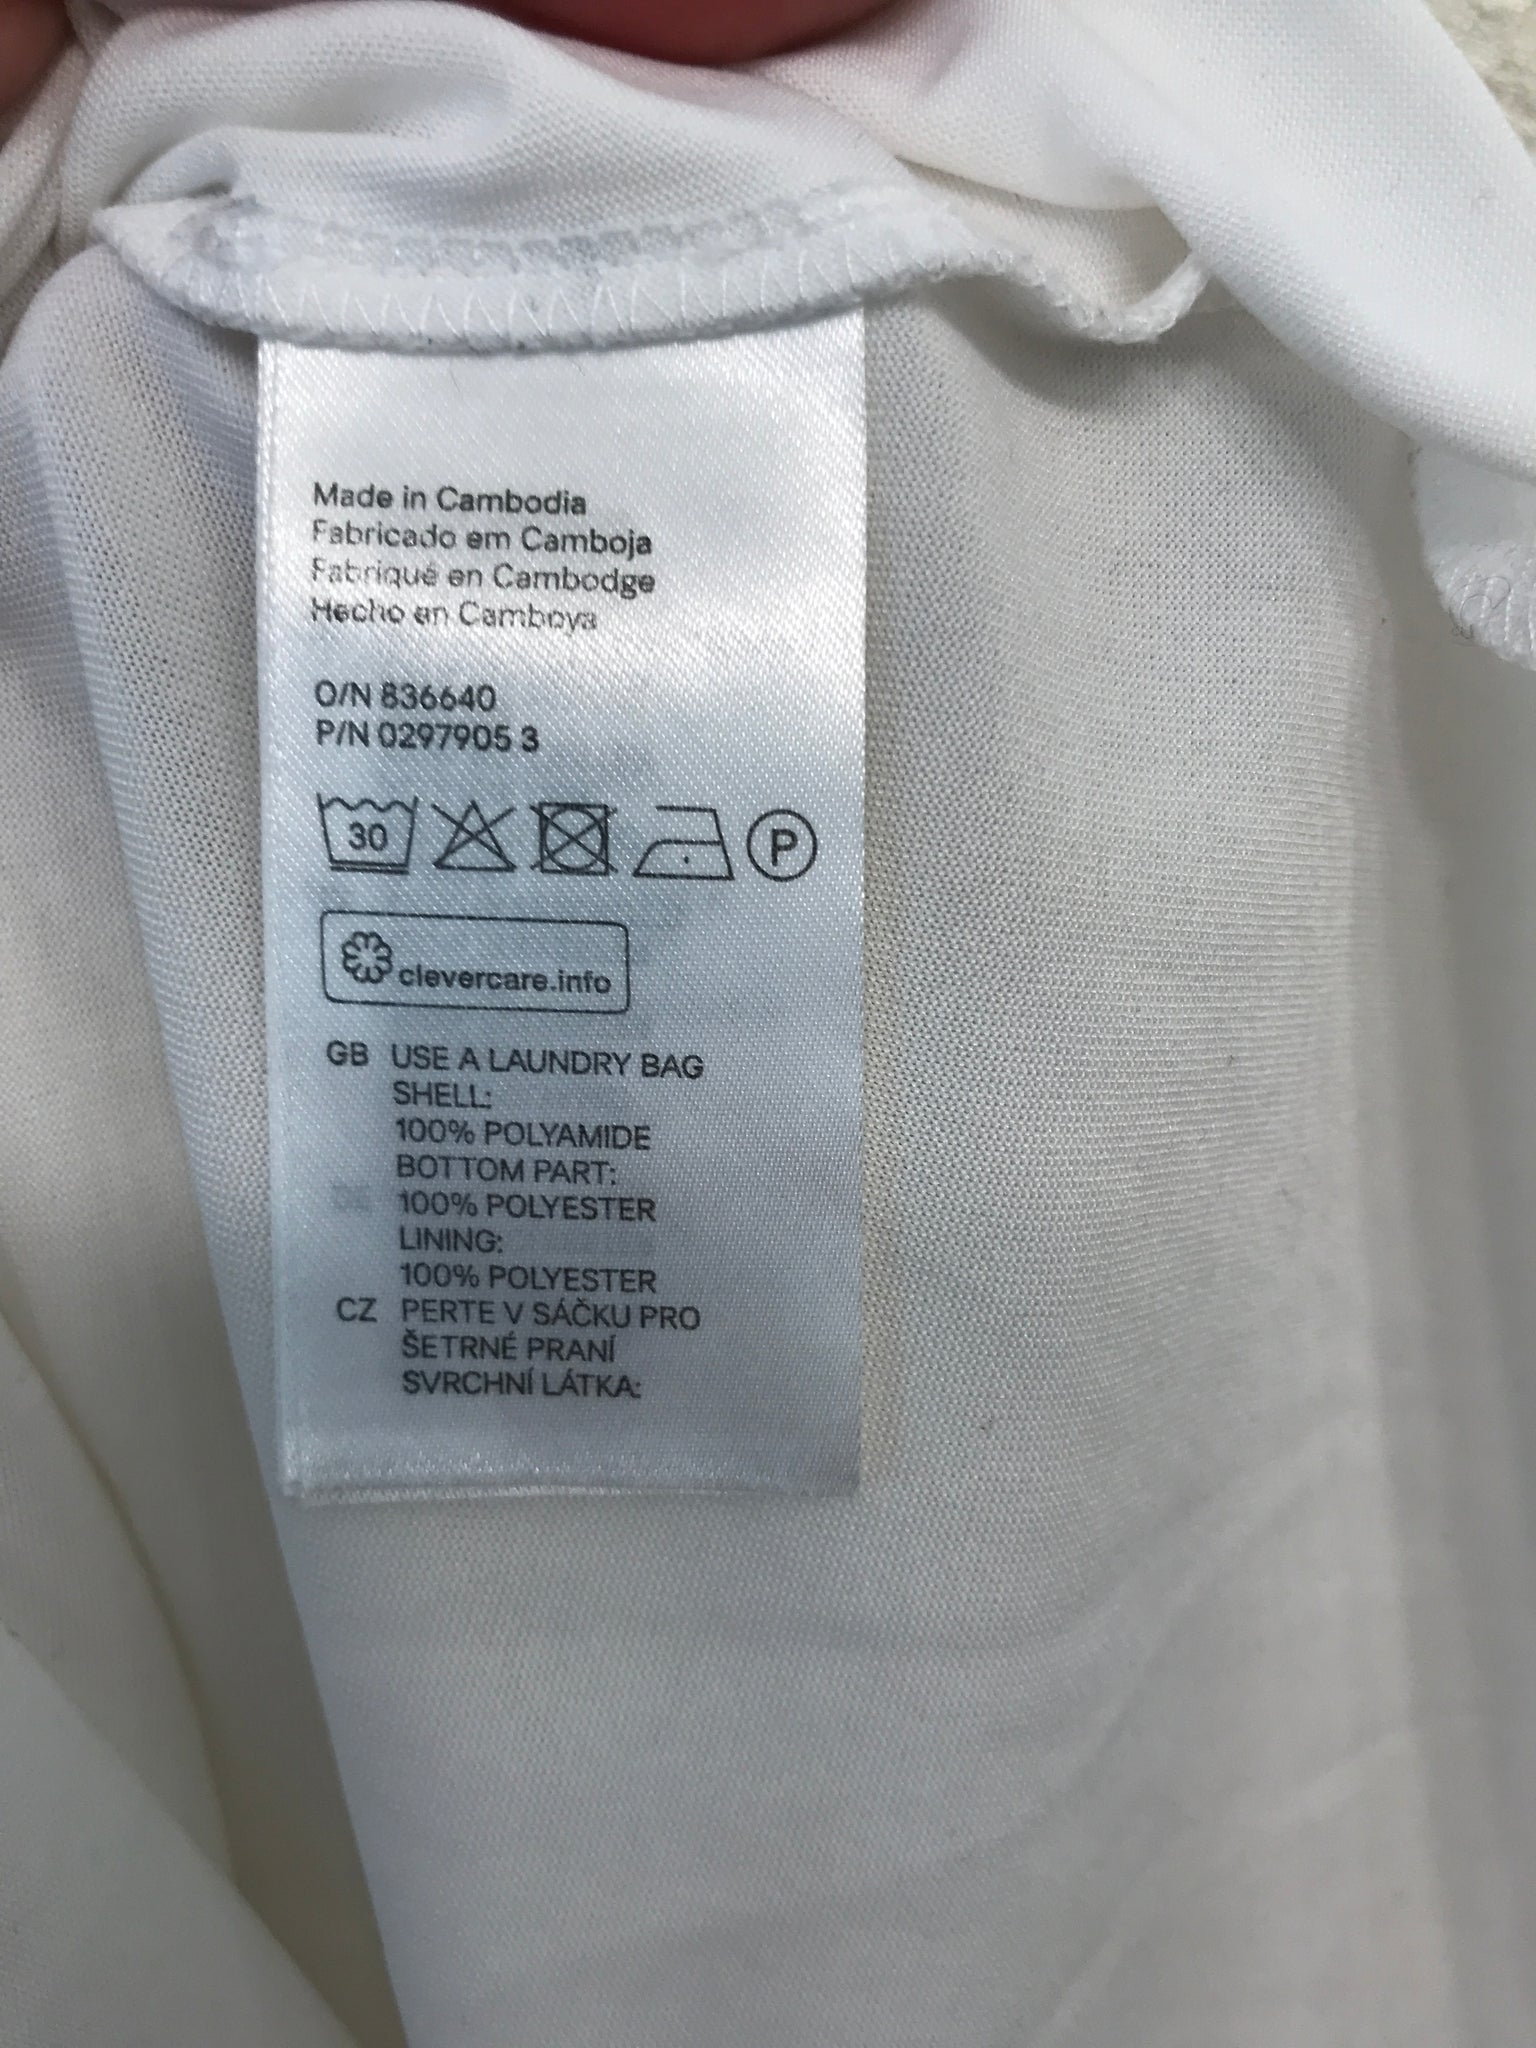 Made in Cambodia
Fabricado em Camboja
Fabriqué en Cambodge
Hecho en Camboya
O/N 836640
P/N 0297905 3
30 P
clevercare.info
GB USE A LAUNDRY BAG
SHELL:
100% POLYAMIDE
BOTTOM PART:
100% POLYESTER
LINING:
100% POLYESTER
CZ PERTE V SÁČKU PRO
ŠETRNÉ PRANÍ
SVRCHNÍ LÁTKA: